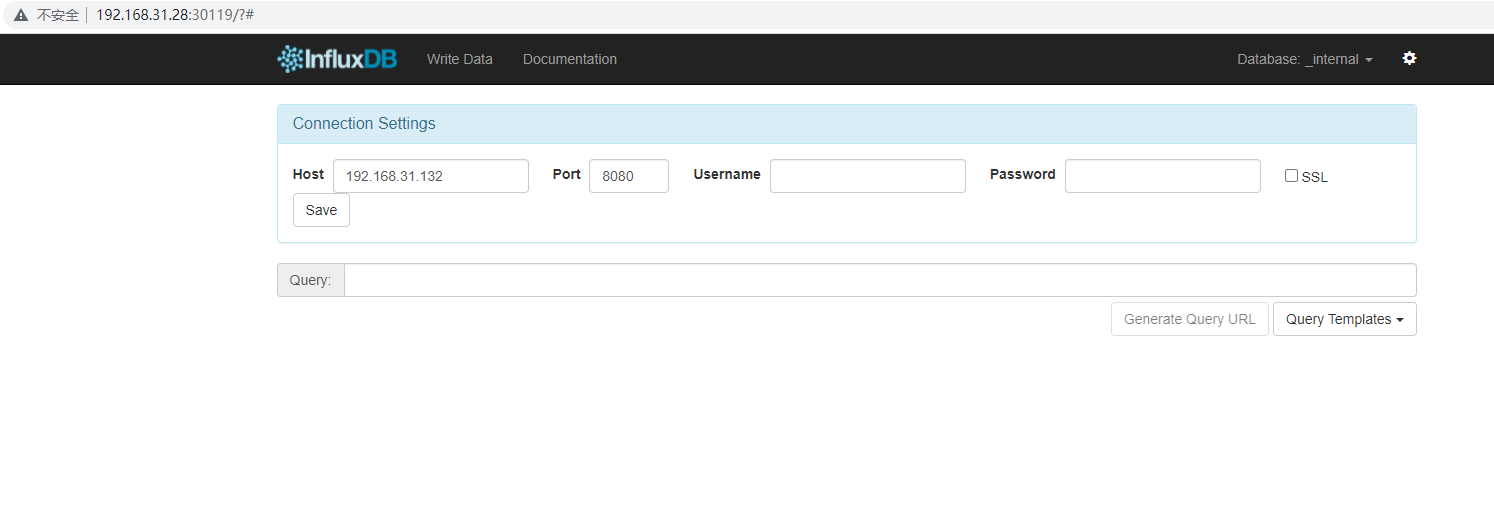 不安全 192.168.31.28:30119/?#
InfluxDB Write Data Documentation Database: _internal
Connection Settings
Host 192.168.31.132 Port 8080 Username Password SSL
Save
Query:
Generate Query URL Query Templates